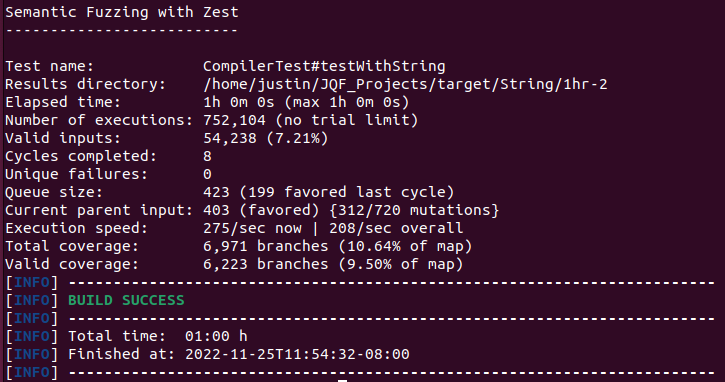 Semantic Fuzzing with Zest
--------------------------
Test name:            CompilerTest#testWithString
Results directory:    /home/justin/JQF_Projects/target/String/1hr-2
Elapsed time:         1h 0m 0s (max 1h 0m 0s)
Number of executions: 752,104 (no trial limit)
Valid inputs:         54,238 (7.21%)
Cycles completed:     8
Unique failures:      0
Queue size:           423 (199 favored last cycle)
Current parent input: 403 (favored) {312/720 mutations}
Execution speed:      275/sec now | 208/sec overall
Total coverage:       6,971 branches (10.64% of map)
Valid coverage:       6,223 branches (9.50% of map)
[INFO] ------------------------------------------------------------------------
[INFO] BUILD SUCCESS
[INFO] ------------------------------------------------------------------------
[INFO] Total time:  01:00 h
[INFO] Finished at: 2022-11-25T11:54:32-08:00
[INFO] ------------------------------------------------------------------------